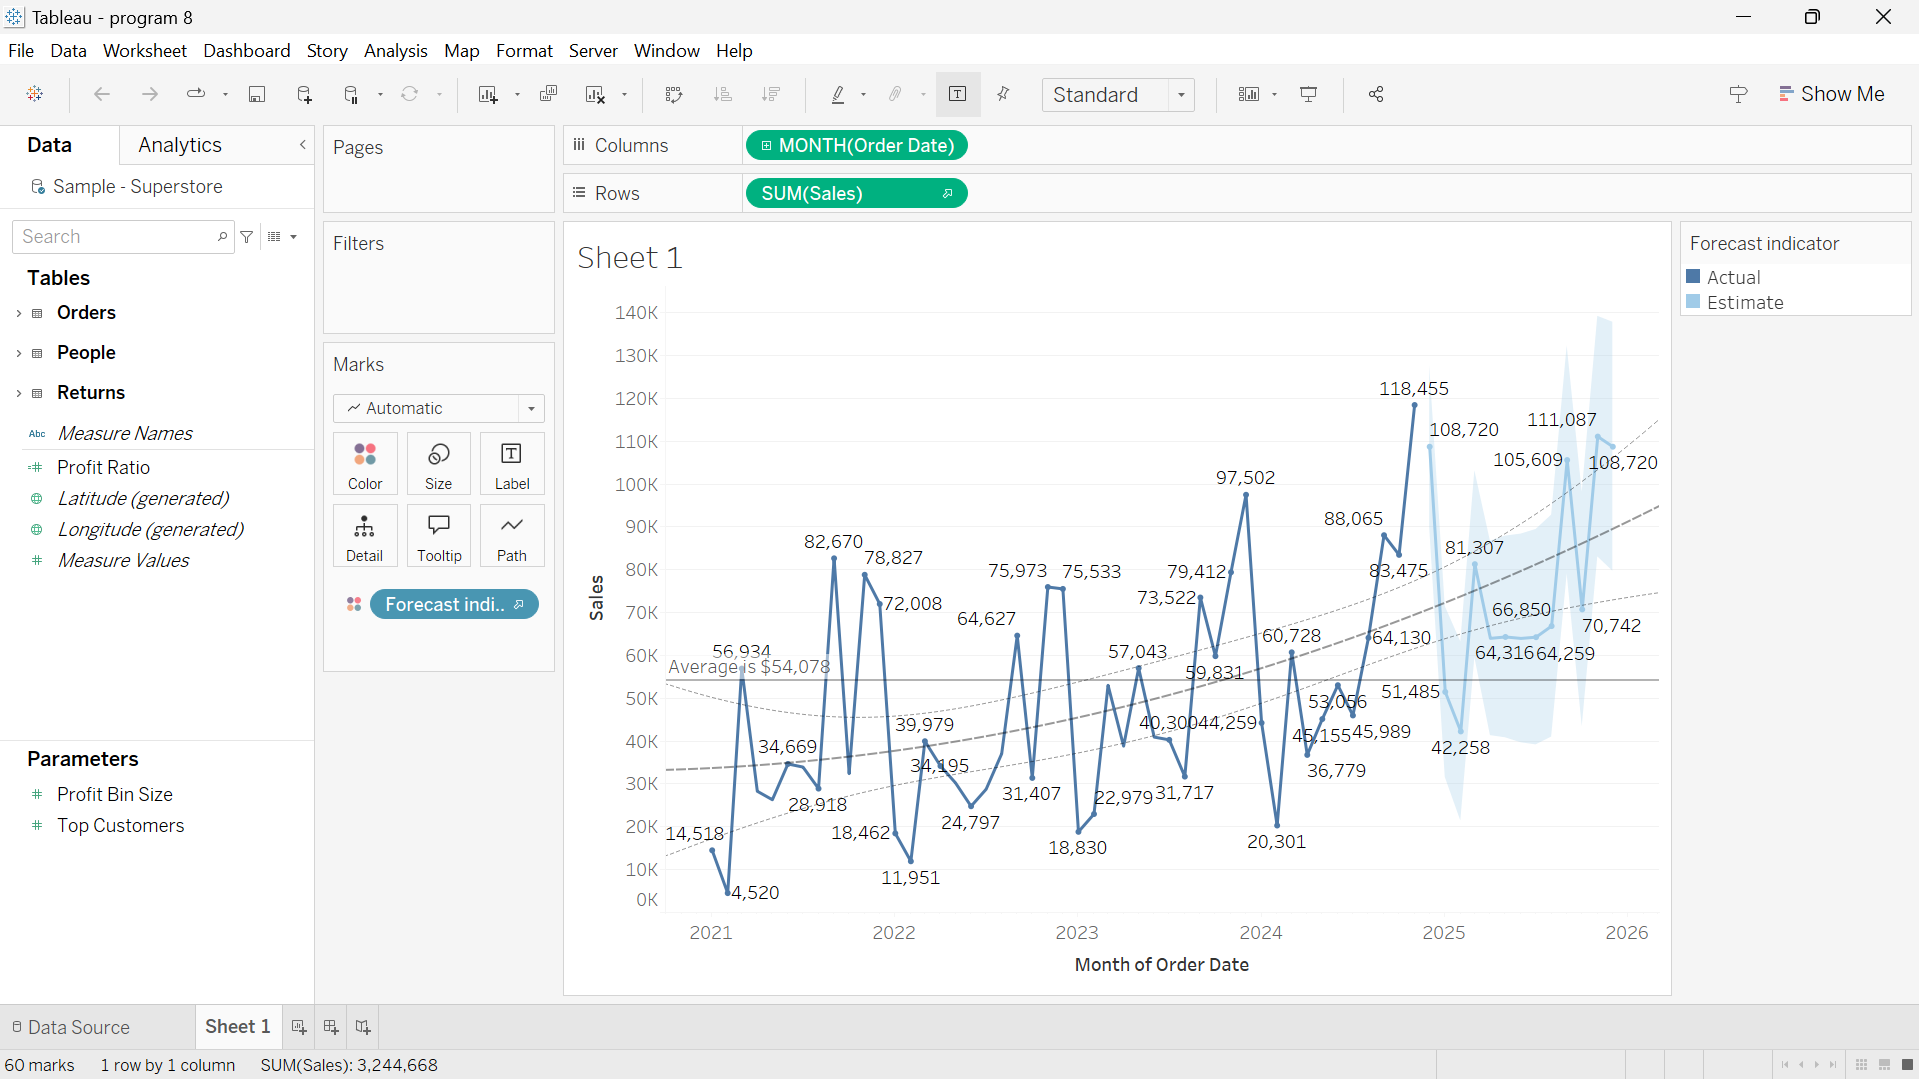 Tableau - program 8
File Data Worksheet Dashboard Story Analysis Map Format Server Window Help
Standard
Show Me
Data
Analytics
Sample - Superstore
Search
Tables
Orders
People
Returns
Abc Measure Names
Profit Ratio
Latitude (generated)
Longitude (generated)
Measure Values
Parameters
Profit Bin Size
Top Customers
Pages
Filters
Marks
Automatic
Color Size Label
Detail Tooltip Path
Forecast indi..
Columns MONTH(Order Date)
Rows SUM(Sales)
Sheet 1
140K
130K
120K
110K
100K
90K
80K
70K
60K
50K
40K
30K
20K
10K
0K
Sales
118,455
108,720
111,087
105,609
108,720
97,502
88,065
82,670
78,827
81,307
75,973
75,533
79,412
83,475
73,522
72,008
64,627
66,850
70,742
60,728
64,130
56,934
Average is $54,078
57,043
59,831
64,316
64,259
51,485
53,056
39,979
40,300
44,259
45,155
45,989
34,669
34,195
42,258
36,779
28,918
31,407
22,979
31,717
24,797
14,518
18,462
18,830
20,301
11,951
4,520
2021 2022 2023 2024 2025 2026
Month of Order Date
Forecast indicator
Actual
Estimate
Data Source
Sheet 1
60 marks 1 row by 1 column SUM(Sales): 3,244,668